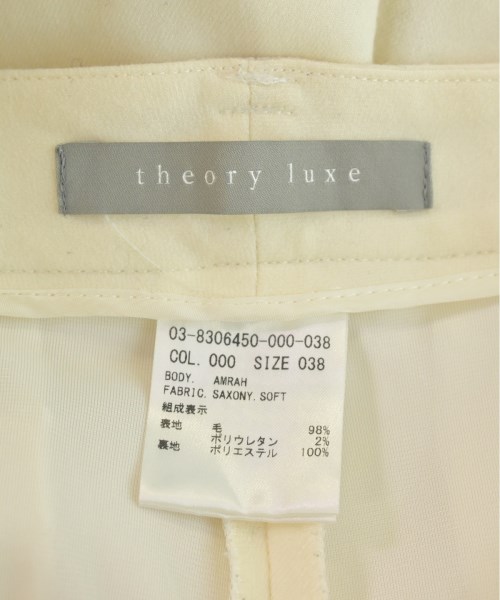 theory luxe
03-8306450-000-038
COL. 000 SIZE 038
BODY. AMRAH
FABRIC. SAXONY. SOFT
組成表示
表地 毛 98%
ポリウレタン 2%
裏地 ポリエステル 100%